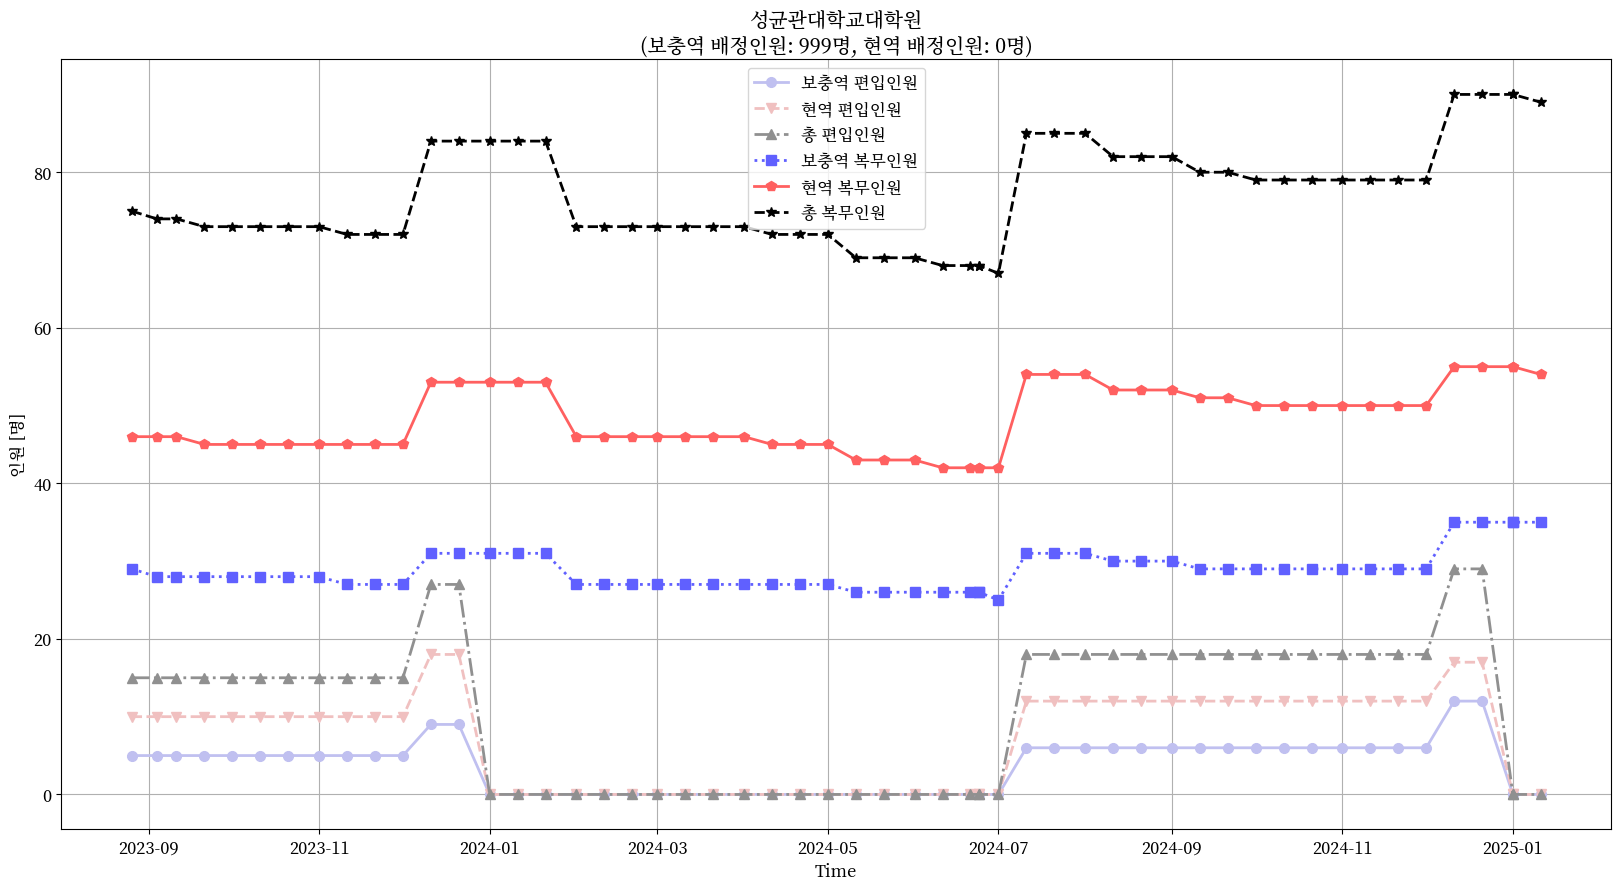 성균관대학교대학원
(보충역 배정인원: 999명, 현역 배정인원: 0명)
보충역 편입인원
현역 편입인원
총 편입인원
보충역 복무인원
현역 복무인원
총 복무인원
인원 [명]
80
60
40
20
0
2023-09
2023-11
2024-01
2024-03
2024-05
2024-07
2024-09
2024-11
2025-01
Time